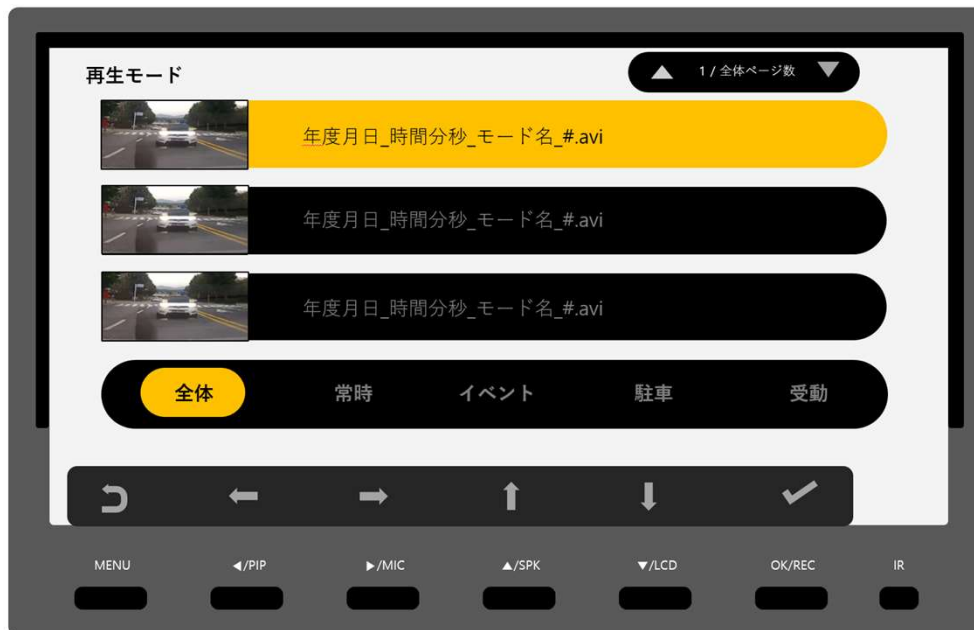 再生モード
▲ 1 / 全体ページ数 ▼
年度月日_時間分秒_モード名_#.avi
年度月日_時間分秒_モード名_#.avi
年度月日_時間分秒_モード名_#.avi
全体 常時 イベント 駐車 受動
MENU ◀/PIP ▶/MIC ▲/SPK ▼/LCD OK/REC IR